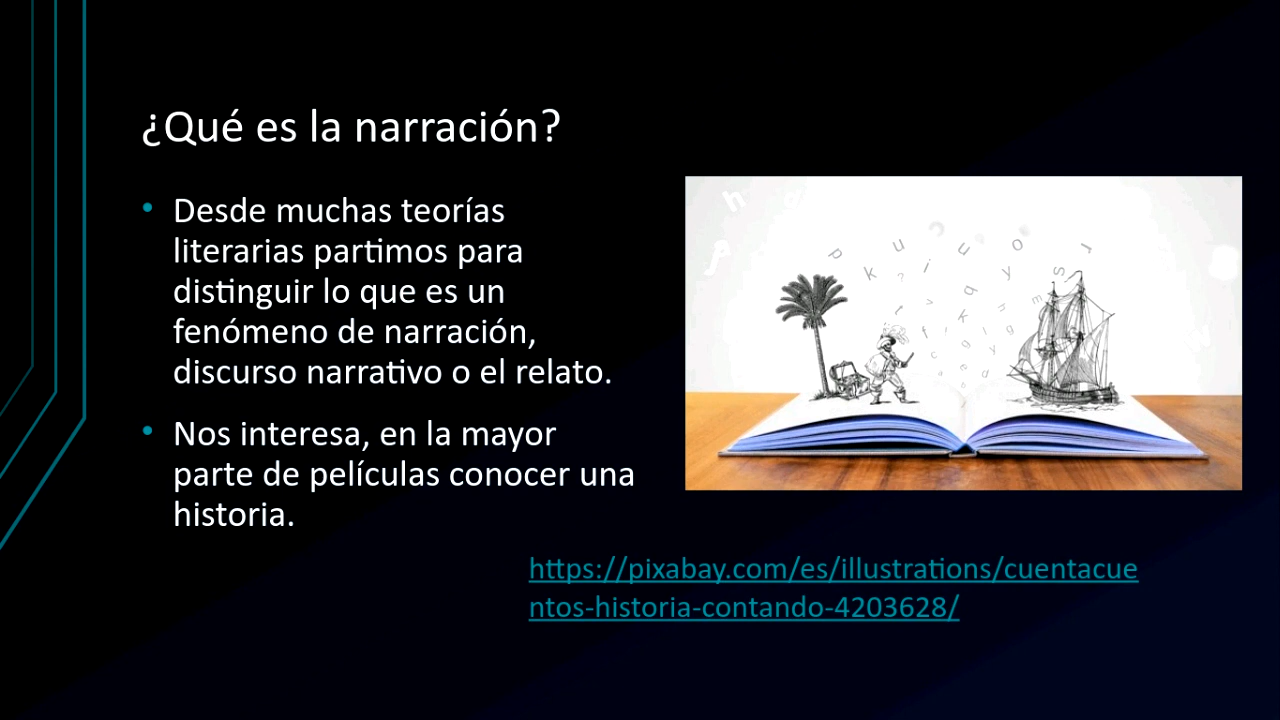 ¿Qué es la narración?
• Desde muchas teorías
literarias partimos para
distinguir lo que es un
fenómeno de narración,
discurso narrativo o el relato.
• Nos interesa, en la mayor
parte de películas conocer una
historia.
https://pixabay.com/es/illustrations/cuentacue
ntos-historia-contando-4203628/